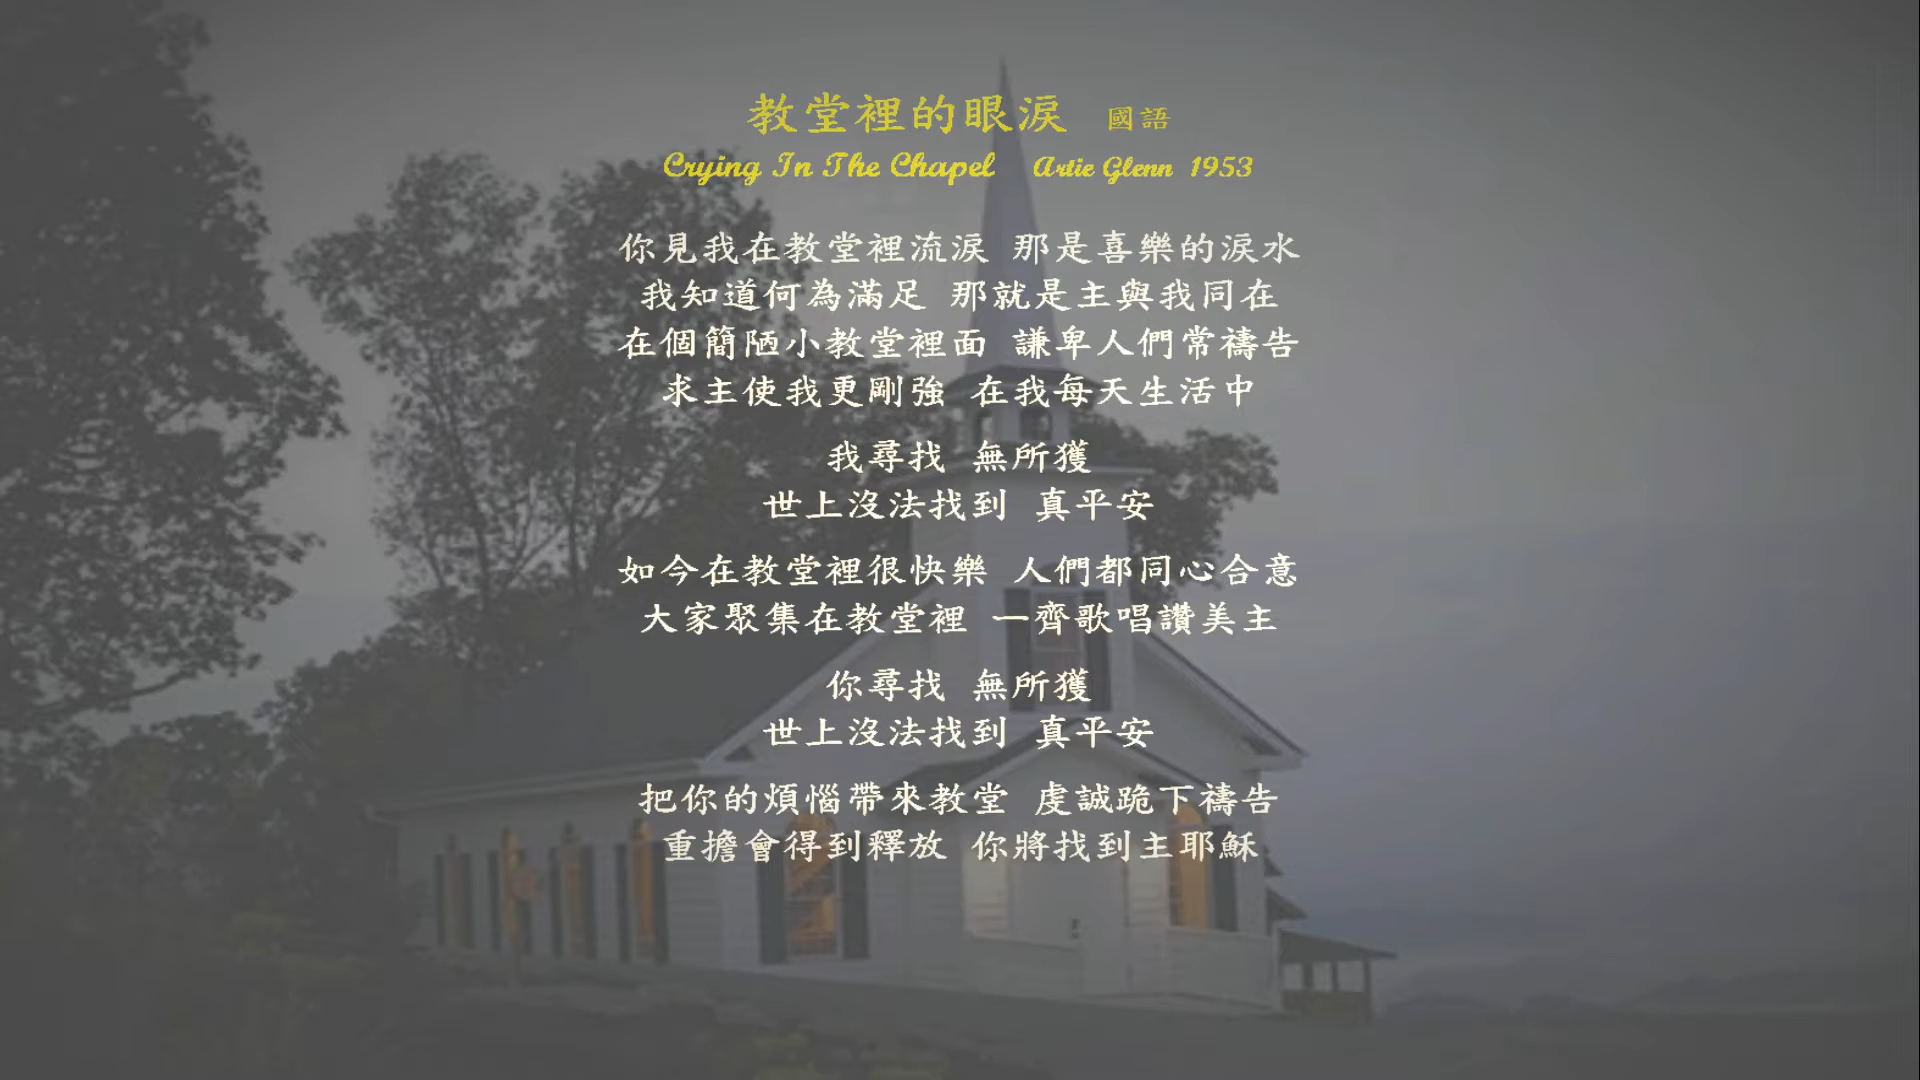 教堂裡的眼淚 國語
Crying In The Chapel Artie Glenn 1953
你見我在教堂裡流淚 那是喜樂的淚水
我知道何為滿足 那就是主與我同在
在個簡陋小教堂裡面 謙卑人們常禱告
求主使我更剛強 在我每天生活中
我尋找 無所獲
世上沒法找到 真平安
如今在教堂裡很快樂 人們都同心合意
大家聚集在教堂裡 一齊歌唱讚美主
你尋找 無所獲
世上沒法找到 真平安
把你的煩惱帶來教堂 虔誠跪下禱告
重擔會得到釋放 你將找到主耶穌